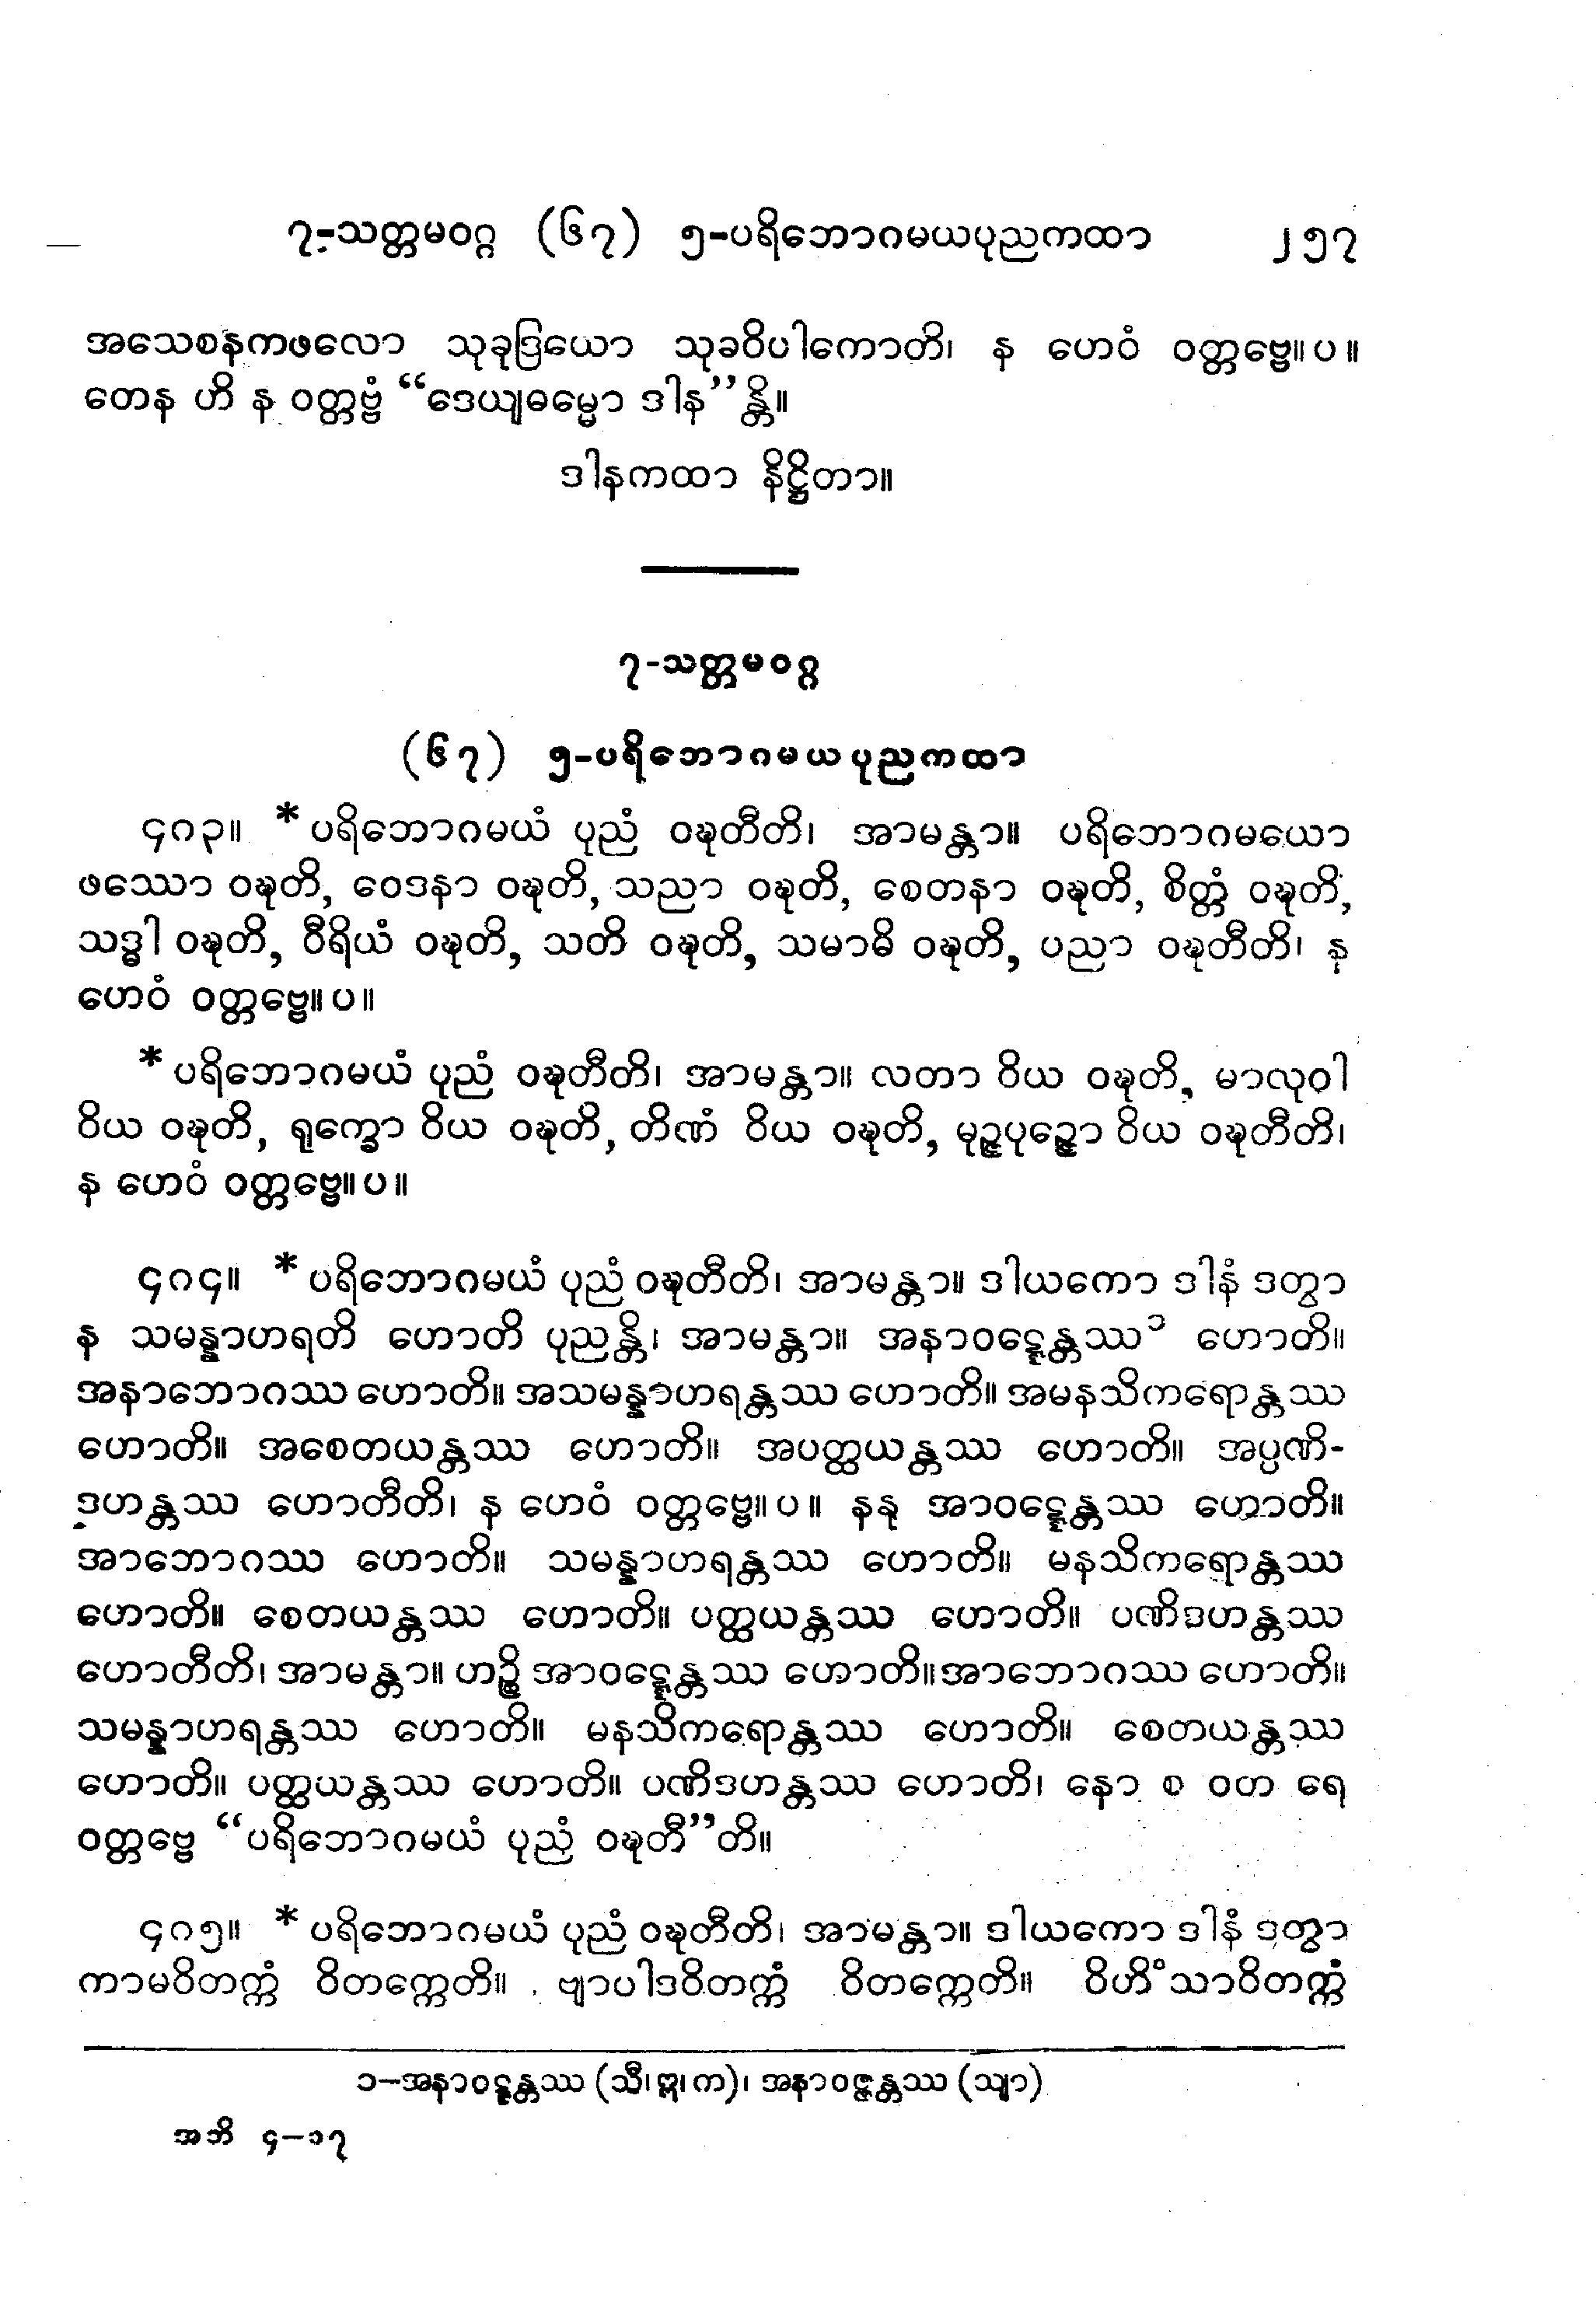 ၇-သတ္တမဝဂ္ဂ (၆၇) ၅-ပရိဘောဂမယပုညကထာ ၂၅၇
အသေစနကဖလော သုခုဒြယော သုခဝိပါကောတိ၊ န ဟေဝံ ဝတ္တဗ္ဗေ။ပ။
တေန ဟိ န ဝတ္တဗ္ဗံ “ဒေယျဓမ္မော ဒါန”န္တိ။
ဒါနကထာ နိဋ္ဌိတာ။
၇-သတ္တမဝဂ္ဂ
(၆၇) ၅-ပရိဘောဂမယပုညကထာ
၄၈၃။ *ပရိဘောဂမယံ ပုညံ ဝဍ္ဎတီတိ၊ အာမန္တာ။ ပရိဘောဂမယော
ဖဿော ဝဍ္ဎတိ, ဝေဒနာ ဝဍ္ဎတိ, သညာ ဝဍ္ဎတိ, စေတနာ ဝဍ္ဎတိ, စိတ္တံ ဝဍ္ဎတိ,
သဒ္ဓါ ဝဍ္ဎတိ, ဝီရိယံ ဝဍ္ဎတိ, သတိ ဝဍ္ဎတိ, သမာဓိ ဝဍ္ဎတိ, ပညာ ဝဍ္ဎတီတိ၊ န
ဟေဝံ ဝတ္တဗ္ဗေ။ပ။
*ပရိဘောဂမယံ ပုညံ ဝဍ္ဎတီတိ၊ အာမန္တာ။ လတာ ဝိယ ဝဍ္ဎတိ, မာလုဝါ
ဝိယ ဝဍ္ဎတိ, ရုက္ခော ဝိယ ဝဍ္ဎတိ, တိဏံ ဝိယ ဝဍ္ဎတိ, မုဉ္ဇပုဉ္ဇော ဝိယ ဝဍ္ဎတီတိ၊
န ဟေဝံ ဝတ္တဗ္ဗေ။ပ။
၄၈၄။ *ပရိဘောဂမယံ ပုညံ ဝဍ္ဎတီတိ၊ အာမန္တာ။ ဒါယကော ဒါနံ ဒတွာ
န သမန္နာဟရတိ ဟောတိ ပုညန္တိ၊ အာမန္တာ။ အနာဝဋ္ဋေန္တဿ ၁ ဟောတိ။
အနာဘောဂဿ ဟောတိ။ အသမန္နာဟရန္တဿ ဟောတိ။ အမနသိကရောန္တဿ
ဟောတိ။ အစေတယန္တဿ ဟောတိ။ အပတ္ထယန္တဿ ဟောတိ။ အပ္ပဏိ-
ဒဟန္တဿ ဟောတီတိ၊ န ဟေဝံ ဝတ္တဗ္ဗေ။ပ။ နနု အာဝဋ္ဋေန္တဿ ဟောတိ။
အာဘောဂဿ ဟောတိ။ သမန္နာဟရန္တဿ ဟောတိ။ မနသိကရောန္တဿ
ဟောတိ။ စေတယန္တဿ ဟောတိ။ ပတ္ထယန္တဿ ဟောတိ။ ပဏိဒဟန္တဿ
ဟောတီတိ၊ အာမန္တာ။ ဟဉ္စိ အာဝဋ္ဋေန္တဿ ဟောတိ။အာဘောဂဿ ဟောတိ။
သမန္နာဟရန္တဿ ဟောတိ။ မနသိကရောန္တဿ ဟောတိ။ စေတယန္တဿ
ဟောတိ။ ပတ္ထယန္တဿ ဟောတိ။ ပဏိဒဟန္တဿ ဟောတိ၊ နော စ ဝတ ရေ
ဝတ္တဗ္ဗေ “ပရိဘောဂမယံ ပုညံ ဝဍ္ဎတီ”တိ။
၄၈၅။ *ပရိဘောဂမယံ ပုညံ ဝဍ္ဎတီတိ၊ အာမန္တာ။ ဒါယကော ဒါနံ ဒတွာ
ကာမဝိတက္ကံ ဝိတက္ကေတိ။ ဗျာပါဒဝိတက္ကံ ဝိတက္ကေတိ။ ဝိဟိံသာဝိတက္ကံ
၁-အနာဝဋ္ဋန္တဿ (သီ၊ ဣ၊ က)၊ အနာဝဇ္ဇန္တဿ (သျာ)
အဘိ ၄-၁၇